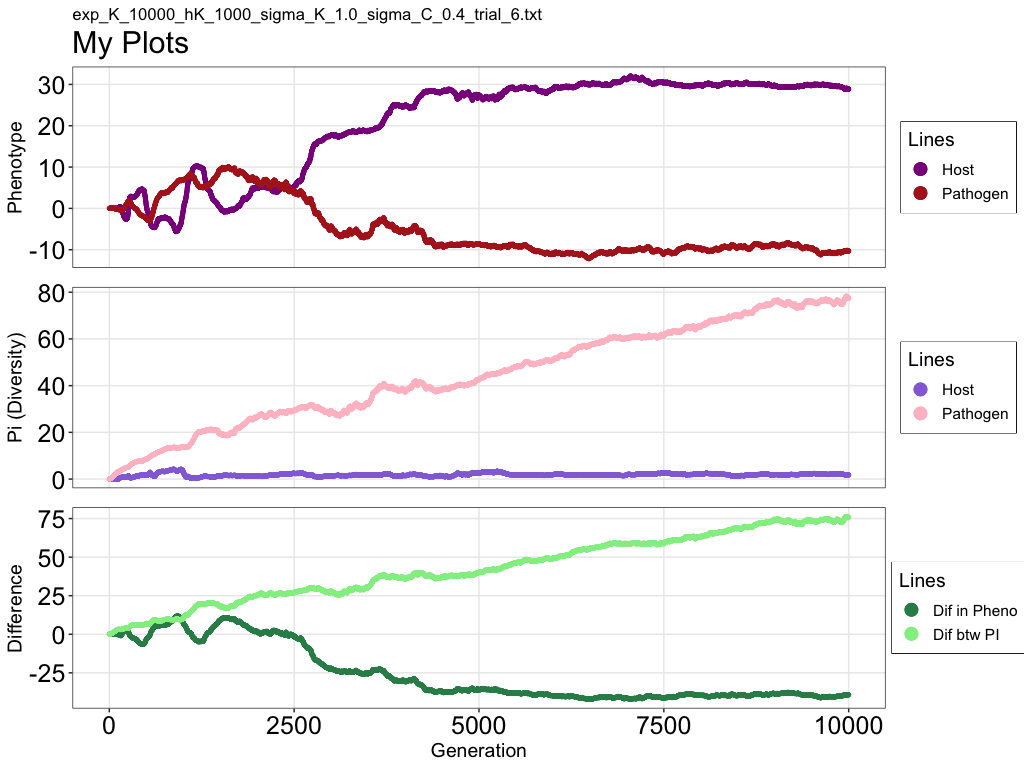 exp_K_10000_hK_1000_sigma_K_1.0_sigma_C_0.4_trial_6.txt
My Plots
Phenotype
30
20
10
0
-10
Lines
Host
Pathogen
Pi (Diversity)
80
60
40
20
0
Lines
Host
Pathogen
Difference
75
50
25
0
-25
Lines
Dif in Pheno
Dif btw PI
0 2500 5000 7500 10000
Generation